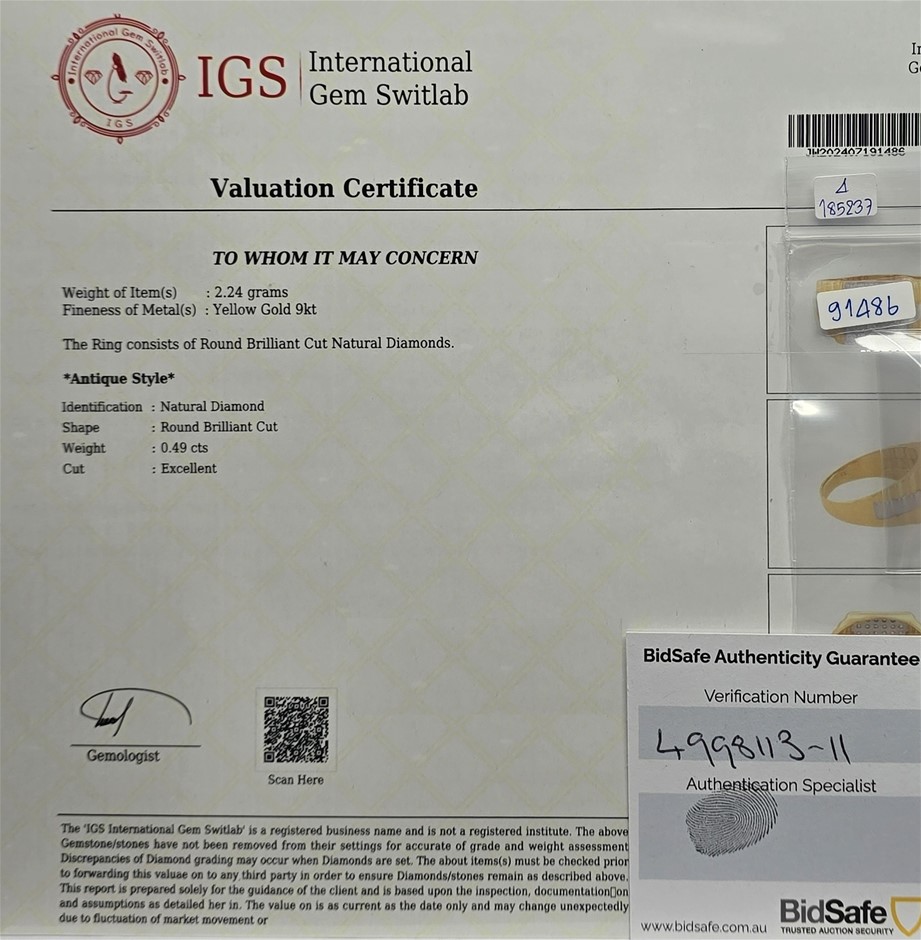 International Gem Switlab
IGS
IGS
International
Gem Switlab
JW202407191486
Valuation Certificate
185237
TO WHOM IT MAY CONCERN
Weight of Item(s) : 2.24 grams
Fineness of Metal(s) : Yellow Gold 9kt
91486
The Ring consists of Round Brilliant Cut Natural Diamonds.
*Antique Style*
Identification : Natural Diamond
Shape : Round Brilliant Cut
Weight : 0.49 cts
Cut : Excellent
Gemologist
Scan Here
The 'IGS International Gem Switlab' is a registered business name and is not a registered institute. The above
Gemstone/stones have not been removed from their settings for accurate of grade and weight assessment
Discrepancies of Diamond grading may occur when Diamonds are set. The about items(s) must be checked prior
to forwarding this valuae on to any third party in order to ensure Diamonds/stones remain as described above.
This report is prepared solely for the guidance of the client and is based upon the inspection, documentation▯on
and assumptions as detailed her in. The value on is as current as the date only and may change unexpectedly
due to fluctuation of market movement or
BidSafe Authenticity Guarantee
Verification Number
4998113-11
Authentication Specialist
www.bidsafe.com.au
BidSafe
TRUSTED AUCTION SECURITY